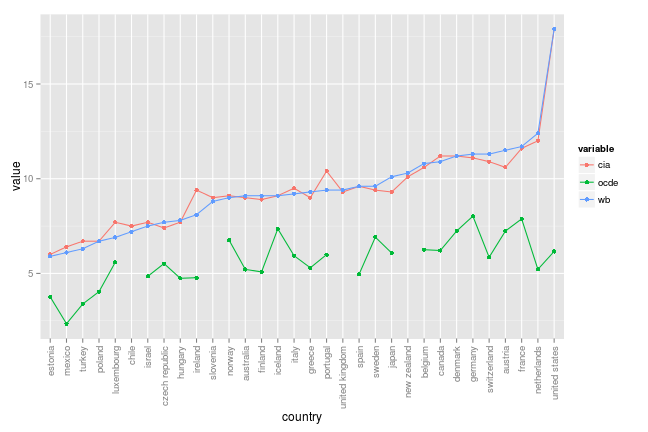 value
15
10
5
estonia
mexico
turkey
poland
luxembourg
chile
israel
czech republic
hungary
ireland
slovenia
norway
australia
finland
iceland
italy
greece
portugal
united kingdom
spain
sweden
japan
new zealand
belgium
canada
denmark
germany
switzerland
austria
france
netherlands
united states
country
variable
cia
ocde
wb